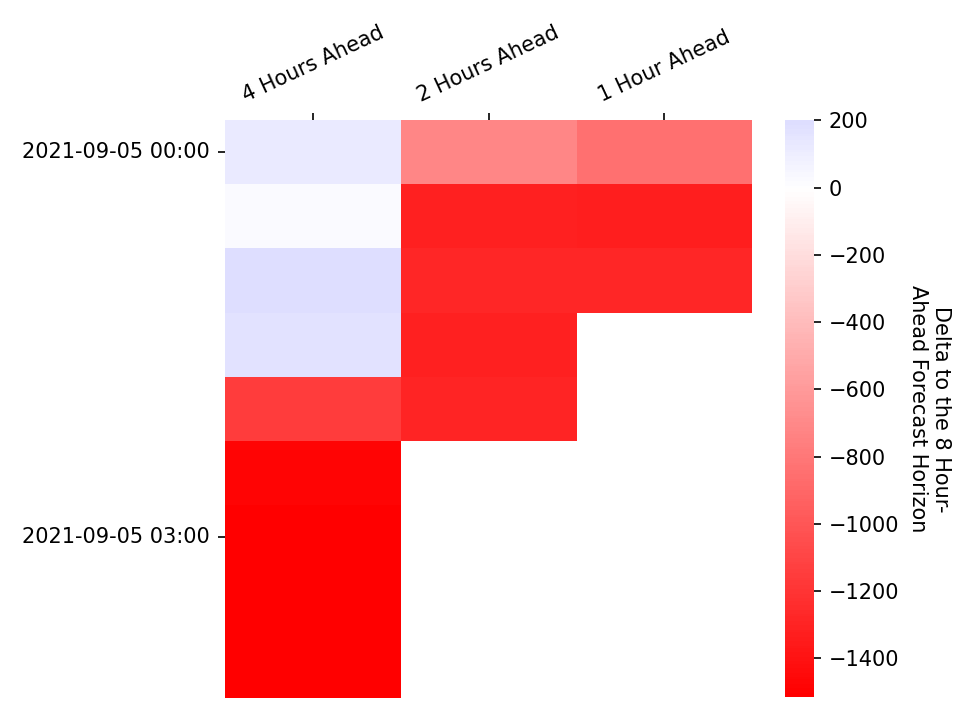 4 Hours Ahead
2 Hours Ahead
1 Hour Ahead
2021-09-05 00:00
2021-09-05 03:00
200
0
−200
−400
−600
−800
−1000
−1200
−1400
Delta to the 8 Hour-
Ahead Forecast Horizon